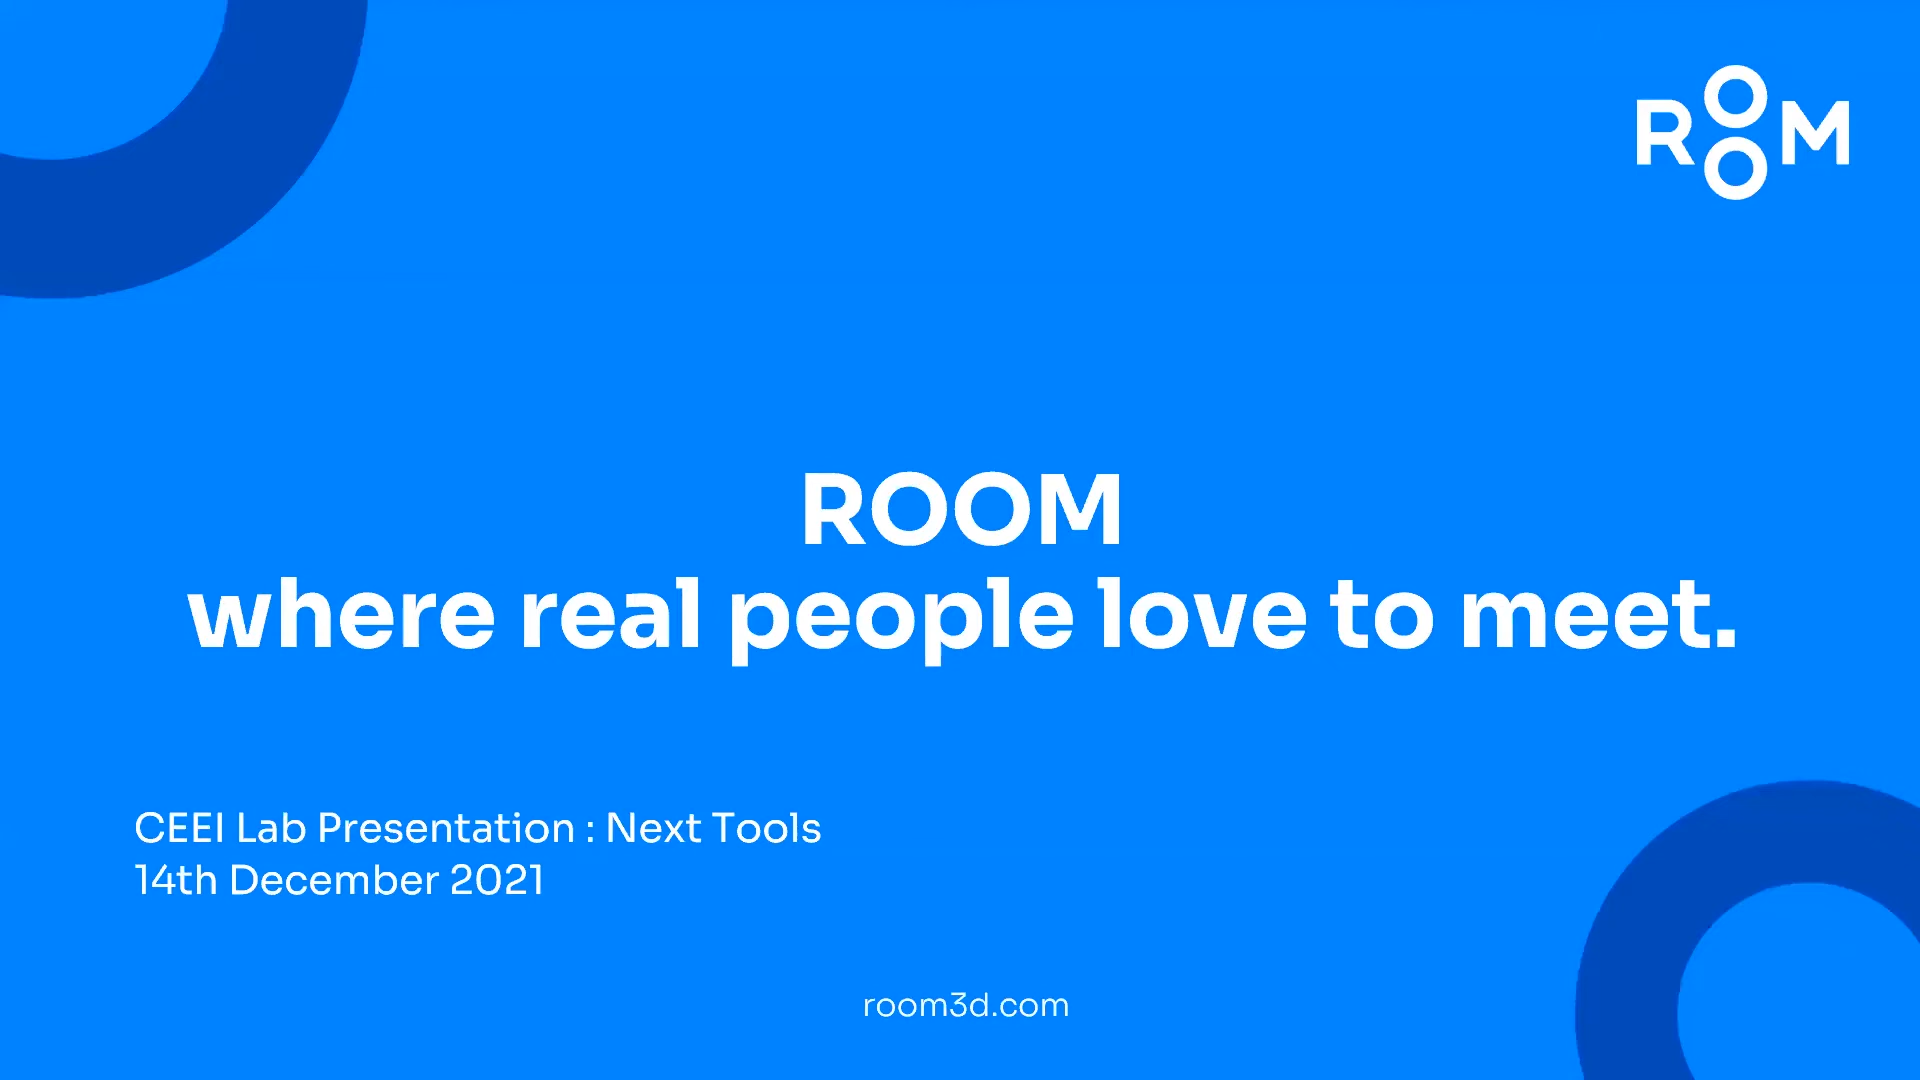 ROOM
ROOM
where real people love to meet.
CEEI Lab Presentation : Next Tools
14th December 2021
room3d.com